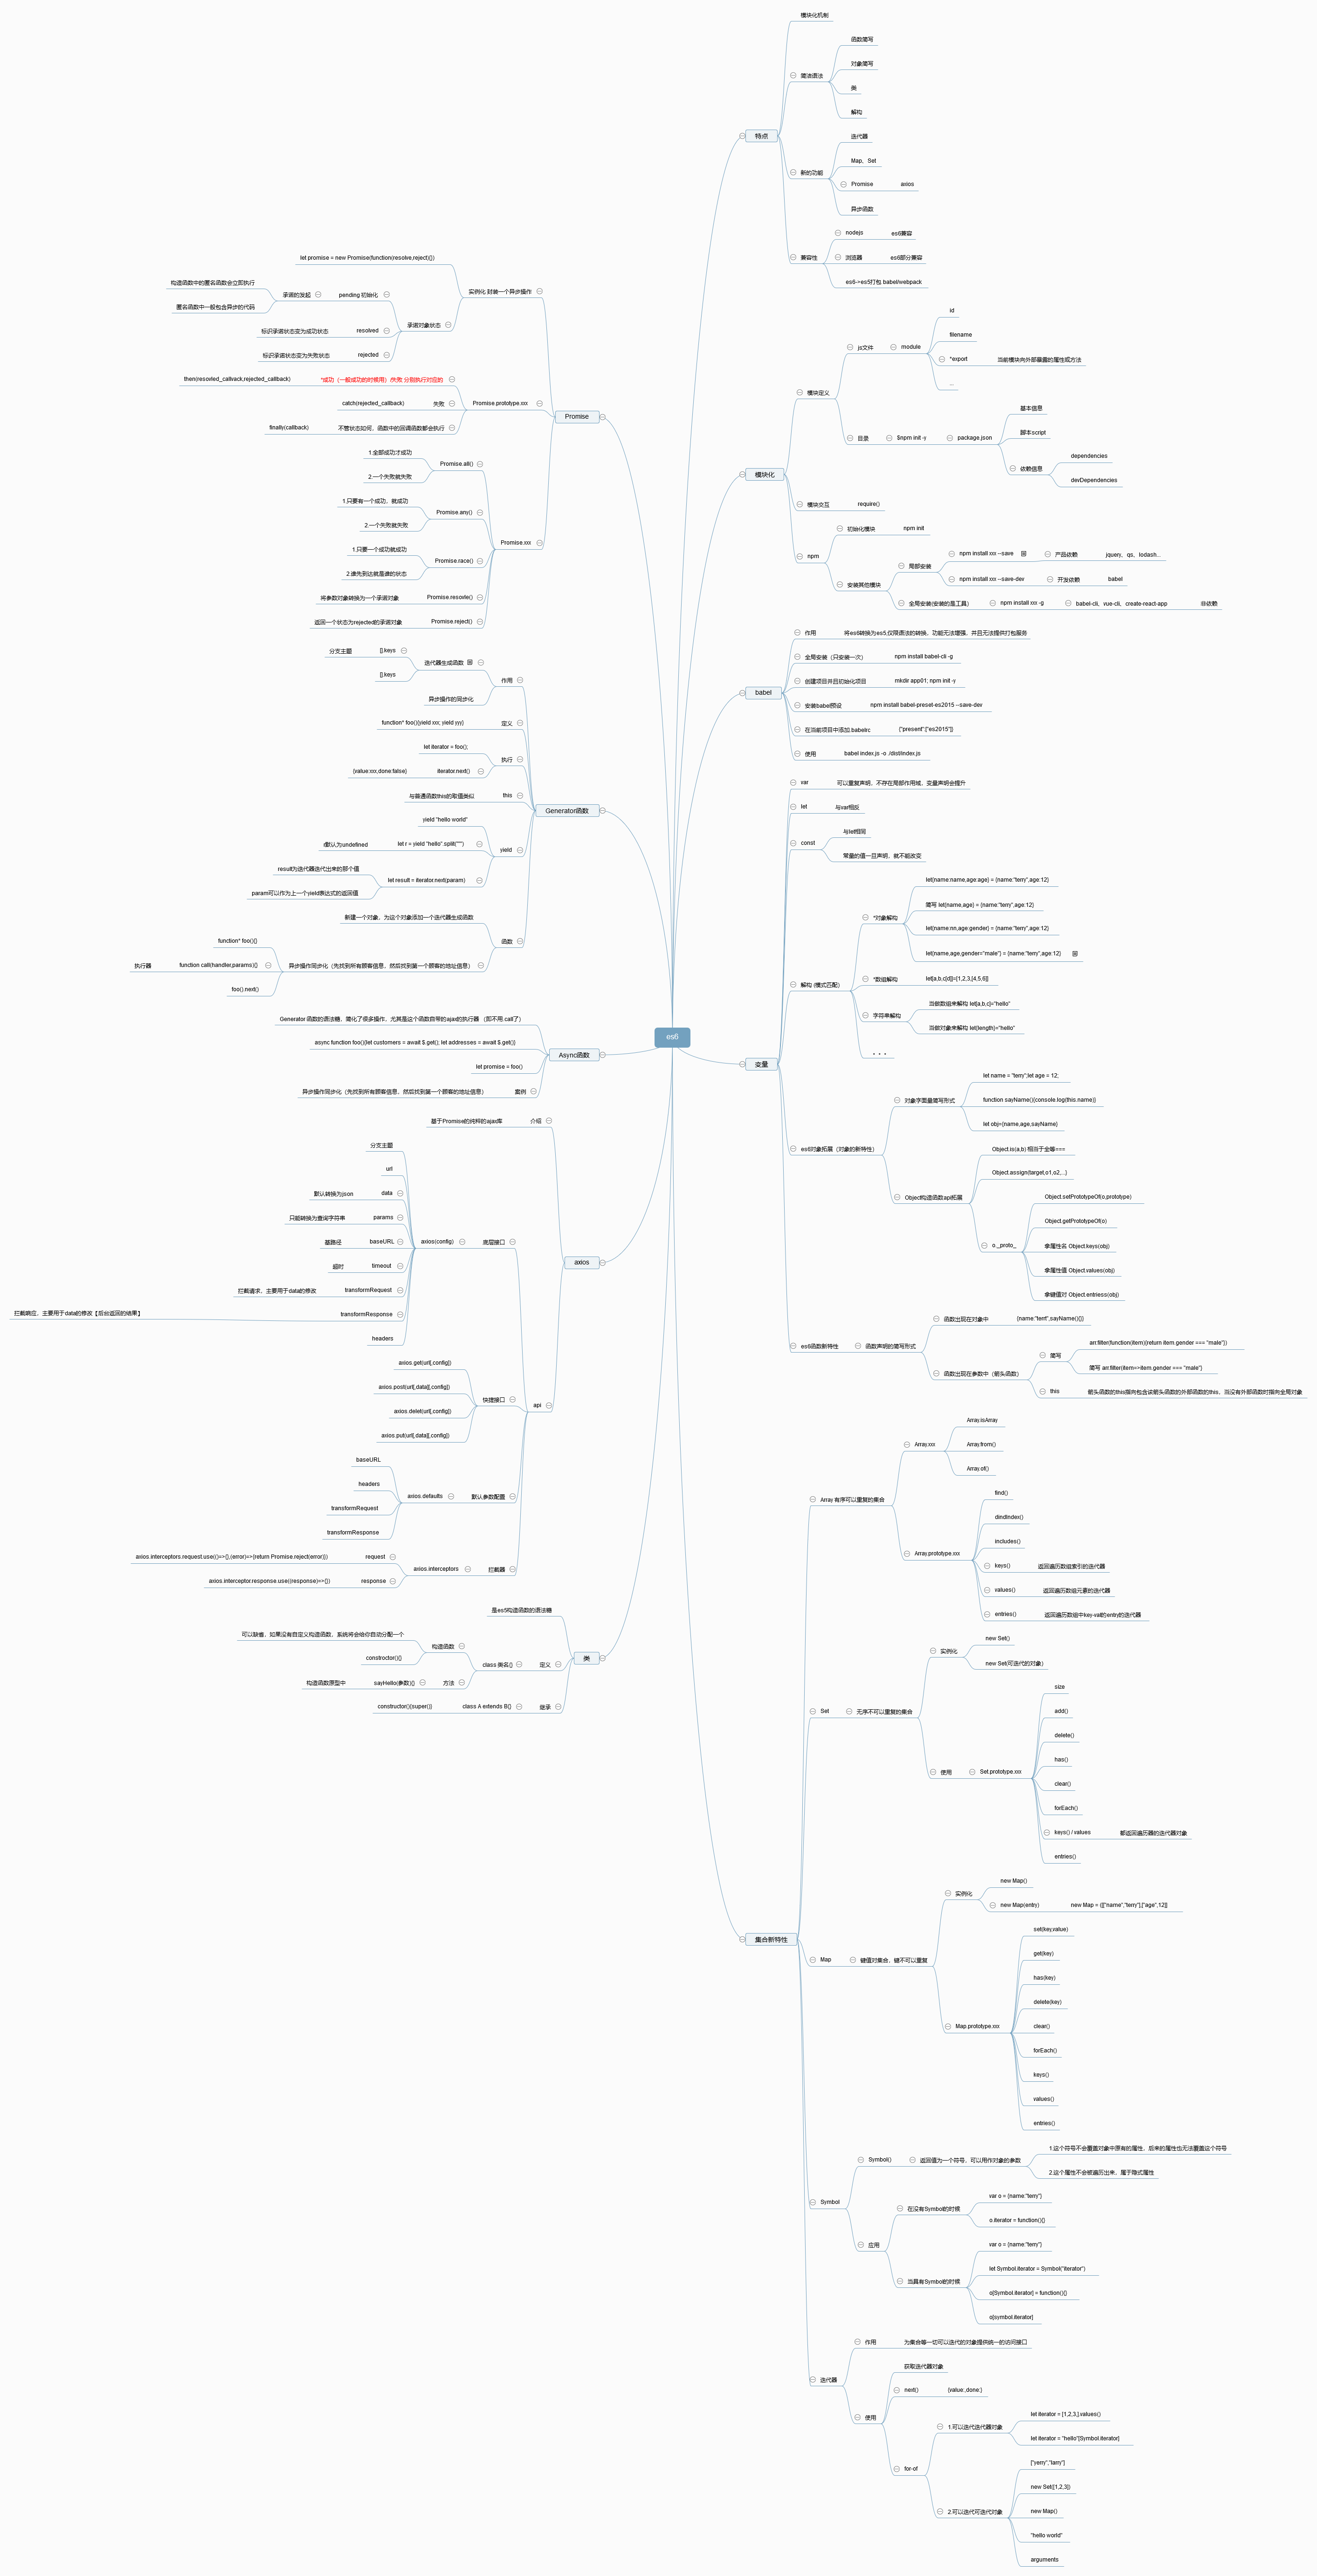 es6
特点
模块化机制
简洁语法
函数简写
对象简写
类
解构
新的功能
迭代器
Map、Set
Promise
axios
异步函数
兼容性
nodejs
es6兼容
浏览器
es6部分兼容
es6->es5打包 babel/webpack
模块化
模块定义
js文件
module
id
filename
*export
当前模块向外部暴露的属性或方法
...
目录
$npm init -y
package.json
基本信息
脚本script
依赖信息
dependencies
devDependencies
模块交互
require()
npm
初始化模块
npm init
安装其他模块
局部安装
npm install xxx --save
产品依赖
jquery、qs、lodash...
npm install xxx --save-dev
开发依赖
babel
全局安装(安装的是工具)
npm install xxx -g
babel-cli、vue-cli、create-react-app
非依赖
babel
作用
将es6转换为es5,仅限语法的转换，功能无法增强，并且无法提供打包服务
全局安装（只安装一次）
npm install babel-cli -g
创建项目并且初始化项目
mkdir app01; npm init -y
安装babel预设
npm install babel-preset-es2015 --save-dev
在当前项目中添加.babelrc
{"present":["es2015"]}
使用
babel index.js -o ./dist/index.js
变量
var
可以重复声明，不存在局部作用域，变量声明会提升
let
与var相反
const
与let相同
常量的值一旦声明，就不能改变
解构 (模式匹配)
*对象解构
let{name:name,age:age} = {name:"terry",age:12}
简写 let{name,age} = {name:"terry",age:12}
let{name:nn,age:gender} = {name:"terry",age:12}
let{name,age,gender="male"} = {name:"terry",age:12}
*数组解构
let[a,b,c[d]]=[1,2,3,[4,5,6]]
字符串解构
当做数组来解构 let[a,b,c]="hello"
当做对象来解构 let{length}="hello"
。。。
es6对象拓展（对象的新特性）
对象字面量简写形式
let name = "terry";let age = 12;
function sayName(){console.log(this.name)}
let obj={name,age,sayName}
Object构造函数api拓展
Object.is(a,b) 相当于全等===
Object.assign(target,o1,o2,...)
o._proto_
Object.setPrototypeOf(o,prototype)
Object.getPrototypeOf(o)
拿属性名 Object.keys(obj)
拿属性值 Object.values(obj)
拿键值对 Object.entriess(obj)
es6函数新特性
函数声明的简写形式
函数出现在对象中
{name:"terrt",sayName(){}}
函数出现在参数中（箭头函数）
简写
arr.filter(function(item){return item.gender === "male"})
简写 arr.filter(item=>item.gender === "male")
this
箭头函数的this指向包含该箭头函数的外部函数的this，当没有外部函数时指向全局对象
集合新特性
Array 有序可以重复的集合
Array.xxx
Array.isArray
Array.from()
Array.of()
Array.prototype.xxx
find()
dindIndex()
includes()
keys()
返回遍历数组索引的迭代器
values()
返回遍历数组元素的迭代器
entries()
返回遍历数组中key-val的entry的迭代器
Set
无序不可以重复的集合
实例化
new Set()
new Set(可迭代的对象)
使用
Set.prototype.xxx
size
add()
delete()
has()
clear()
forEach()
keys() / values
都返回遍历器的迭代器对象
entries()
Map
键值对集合，键不可以重复
实例化
new Map()
new Map(entry)
new Map = ([["name","terry"],["age",12]]
Map.prototype.xxx
set(key,value)
get(key)
has(key)
delete(key)
clear()
forEach()
keys()
values()
entries()
Symbol
Symbol()
返回值为一个符号，可以用作对象的参数
1.这个符号不会覆盖对象中原有的属性，后来的属性也无法覆盖这个符号
2.这个属性不会被遍历出来，属于隐式属性
应用
在没有Symbol的时候
var o = {name:"terry"}
o.iterator = function(){}
当具有Symbol的时候
var o = {name:"terry"}
let Symbol.iterator = Symbol("iterator")
o[Symbol.iterator] = function(){}
o[symbol.iterator]
迭代器
作用
为集合等一切可以迭代的对象提供统一的访问接口
使用
获取迭代器对象
next()
{value:,done:}
for-of
1.可以迭代迭代器对象
let iterator = [1,2,3,].values()
let iterator = "hello"[Symbol.iterator]
2.可以迭代可迭代对象
["yerry","larry"]
new Set([1,2,3])
new Map()
"hello world"
arguments
Promise
实例化 封装一个异步操作
let promise = new Promise(function(resolve,reject){})
承诺对象状态
pending 初始化
承诺的发起
构造函数中的匿名函数会立即执行
匿名函数中一般包含异步的代码
resolved
标识承诺状态变为成功状态
rejected
标识承诺状态变为失败状态
Promise.prototype.xxx
*成功（一般成功的时候用）/失败 分别执行对应的
then(resovled_callvack,rejected_callback)
失败
catch(rejected_callback)
不管状态如何，函数中的回调函数都会执行
finally(callback)
Promise.xxx
Promise.all()
1.全部成功才成功
2.一个失败就失败
Promise.any()
1.只要有一个成功，就成功
2.一个失败就失败
Promise.race()
1.只要一个成功就成功
2.谁先到达就是谁的状态
Promise.resovle()
将参数对象转换为一个承诺对象
Promise.reject()
返回一个状态为rejected的承诺对象
Generator函数
作用
迭代器生成函数
[].keys
分支主题
[].keys
异步操作的同步化
定义
function* foo(){yield xxx; yield yyy}
执行
let iterator = foo();
iterator.next()
{value:xxx,done:false}
this
与普通函数this的取值类似
yield
yield "hello world"
let r = yield "hello".split("")
r默认为undefined
let result = iterator.next(param)
result为迭代器迭代出来的那个值
param可以作为上一个yield表达式的返回值
函数
新建一个对象，为这个对象添加一个迭代器生成函数
异步操作同步化（先找到所有顾客信息，然后找到第一个顾客的地址信息）
function* foo(){}
function call(handler,params){}
执行器
foo().next()
Async函数
Generator 函数的语法糖，简化了很多操作，尤其是这个函数自带的ajax的执行器 （即不用.call了）
async function foo(){let customers = await $.get(); let addresses = await $.get()}
let promise = foo()
案例
异步操作同步化（先找到所有顾客信息，然后找到第一个顾客的地址信息）
axios
介绍
基于Promise的纯粹的ajax库
api
底层接口
axios(config)
分支主题
url
data
默认转换为json
params
只能转换为查询字符串
baseURL
基路径
timeout
超时
transformRequest
拦截请求，主要用于data的修改
transformResponse
拦截响应，主要用于data的修改【后台返回的结果】
headers
快捷接口
axios.get(url[,config])
axios.post(url[,data][,config])
axios.delet(url[,config])
axios.put(url[,data][,config])
默认参数配置
axios.defaults
baseURL
headers
transformRequest
transformResponse
拦截器
axios.interceptors
request
axios.interceptors.request.use(()=>{},(error)=>{return Promise.reject(error)})
response
axios.interceptor.response.use((response)=>{})
类
是es5构造函数的语法糖
定义
class 类名{}
构造函数
可以缺省，如果没有自定义构造函数，系统将会给你自动分配一个
constroctor(){}
方法
sayHello(参数){}
构造函数原型中
继承
class A extends B{}
constructor(){super()}